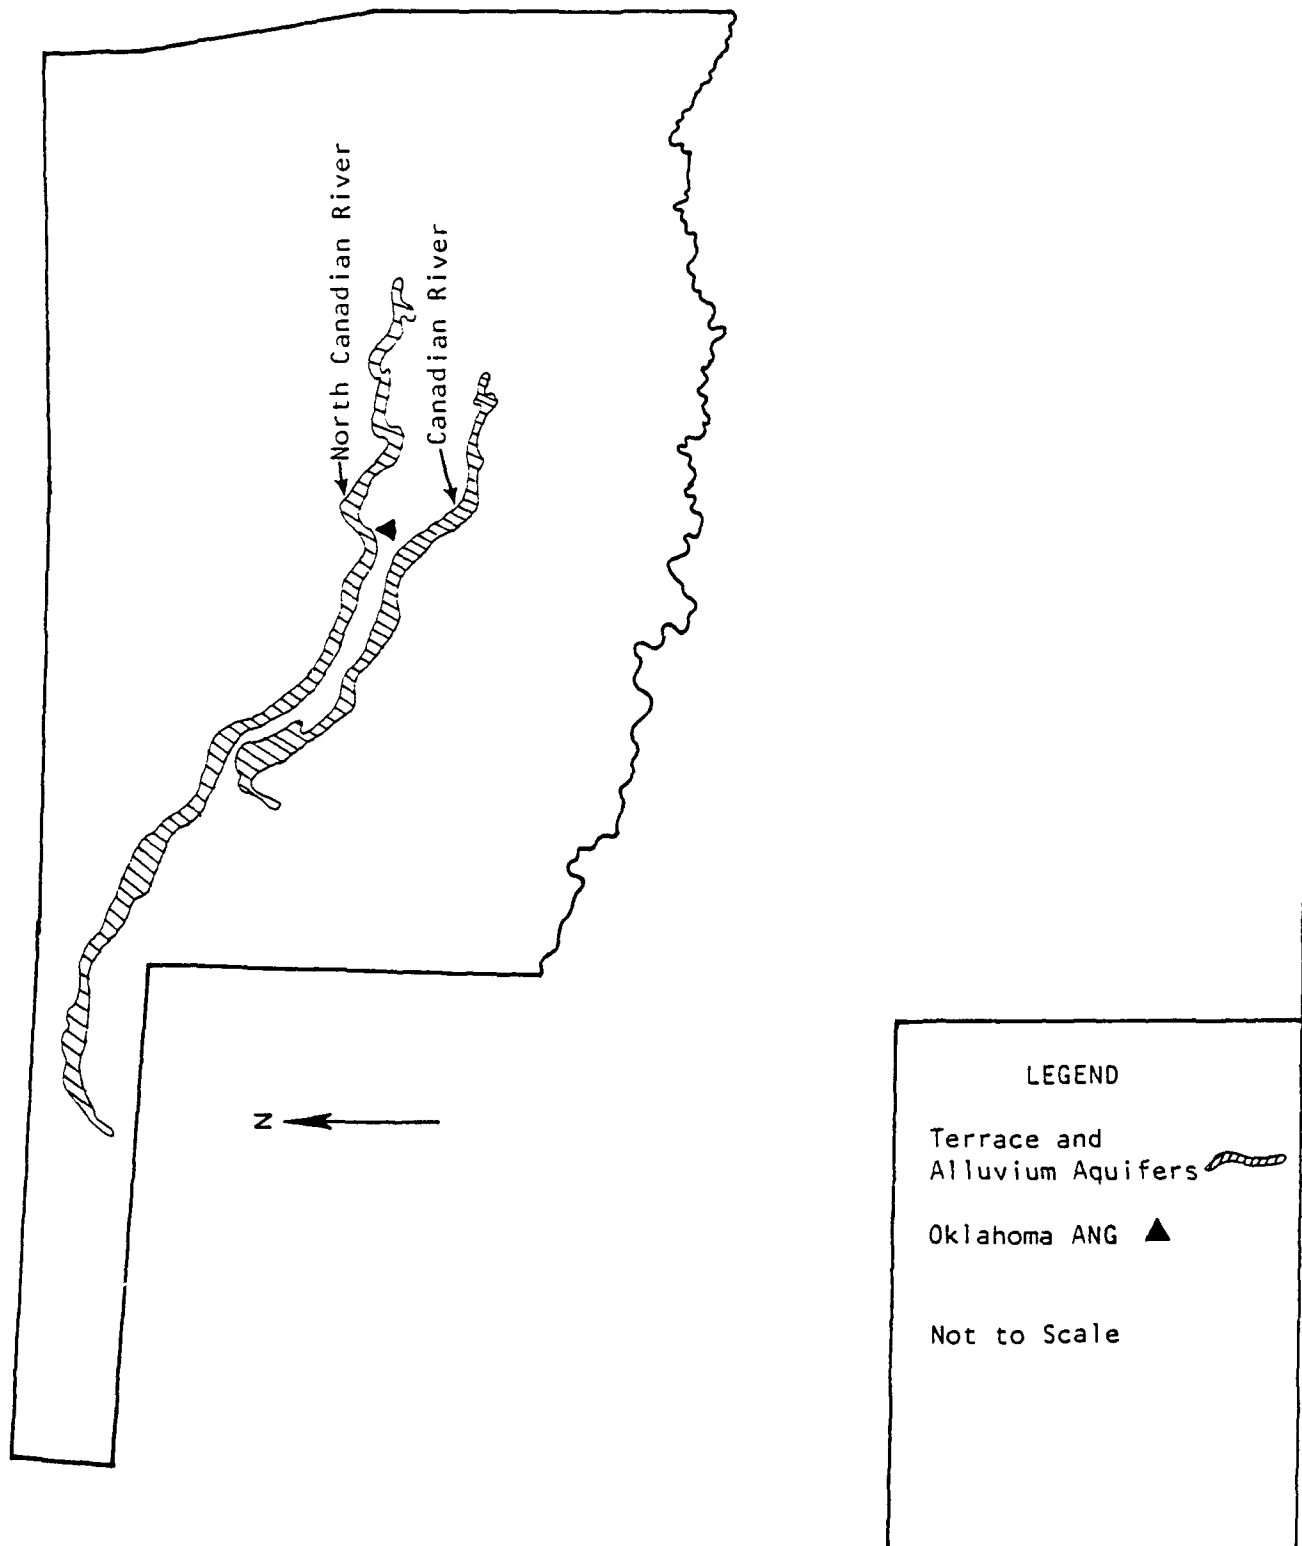 North Canadian River
Canadian River
N
LEGEND
Terrace and
Alluvium Aquifers
Oklahoma ANG
Not to Scale